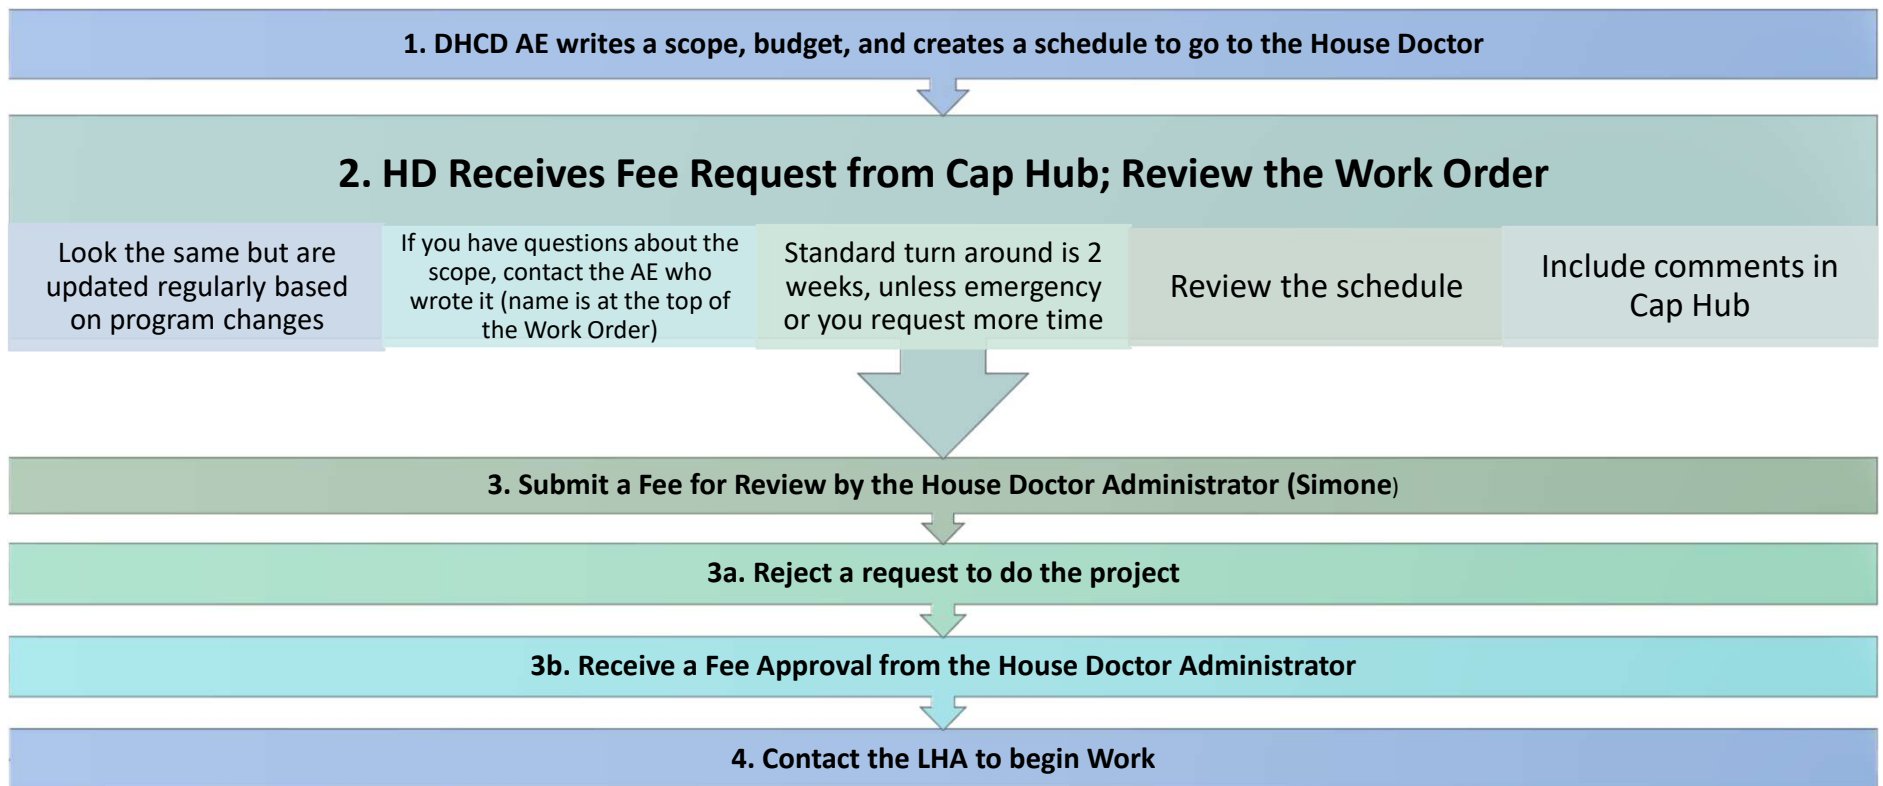 1. DHCD AE writes a scope, budget, and creates a schedule to go to the House Doctor
2. HD Receives Fee Request from Cap Hub; Review the Work Order
Look the same but are
updated regularly based
on program changes
If you have questions about the
scope, contact the AE who
wrote it (name is at the top of
the Work Order)
Standard turn around is 2
weeks, unless emergency
or you request more time
Review the schedule
Include comments in
Cap Hub
3. Submit a Fee for Review by the House Doctor Administrator (Simone)
3a. Reject a request to do the project
3b. Receive a Fee Approval from the House Doctor Administrator
4. Contact the LHA to begin Work